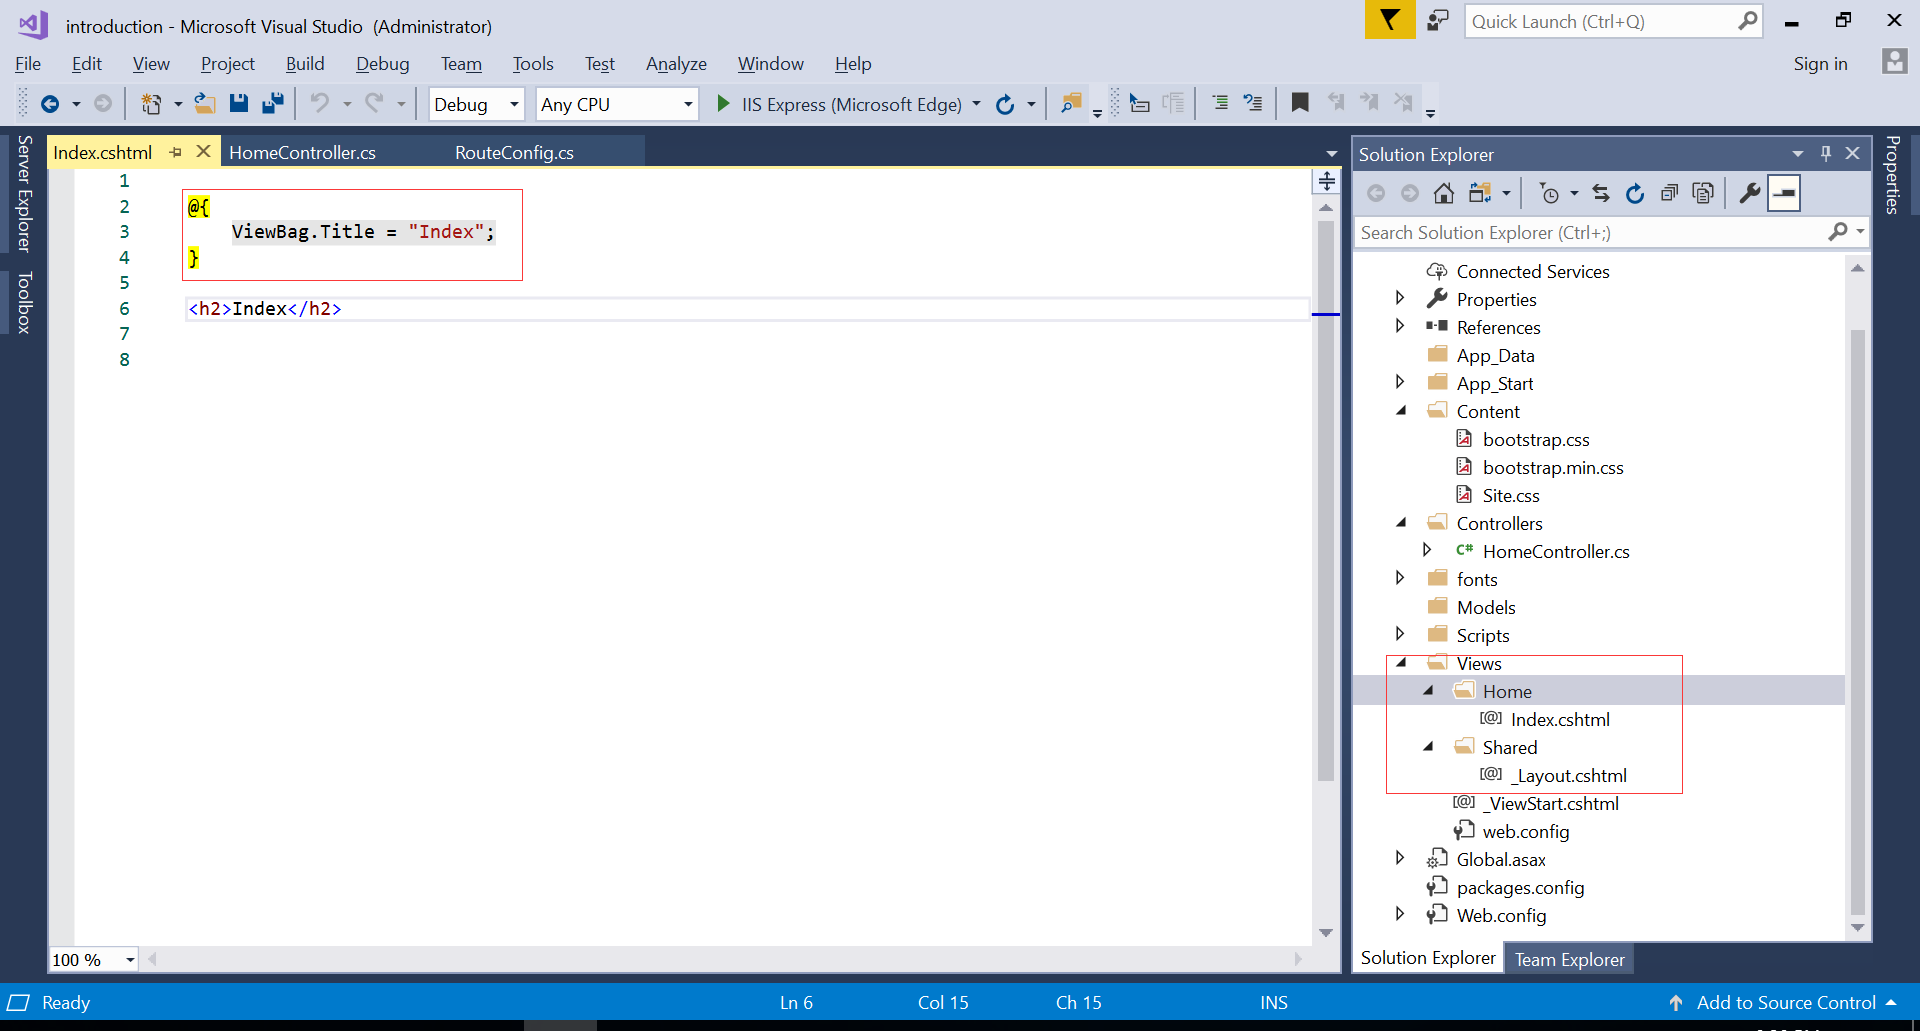 introduction - Microsoft Visual Studio (Administrator)
Quick Launch (Ctrl+Q)
File Edit View Project Build Debug Team Tools Test Analyze Window Help
Sign in
Debug Any CPU IIS Express (Microsoft Edge)
Server Explorer
Toolbox
Index.cshtml HomeController.cs RouteConfig.cs
1
2 @{
3 ViewBag.Title = "Index";
4 }
5
6 <h2>Index</h2>
7
8
100 %
Solution Explorer
Search Solution Explorer (Ctrl+;)
Connected Services
Properties
References
App_Data
App_Start
Content
bootstrap.css
bootstrap.min.css
Site.css
Controllers
C# HomeController.cs
fonts
Models
Scripts
Views
Home
[@] Index.cshtml
Shared
[@] _Layout.cshtml
[@] _ViewStart.cshtml
web.config
Global.asax
packages.config
Web.config
Solution Explorer Team Explorer
Properties
Ready Ln 6 Col 15 Ch 15 INS Add to Source Control